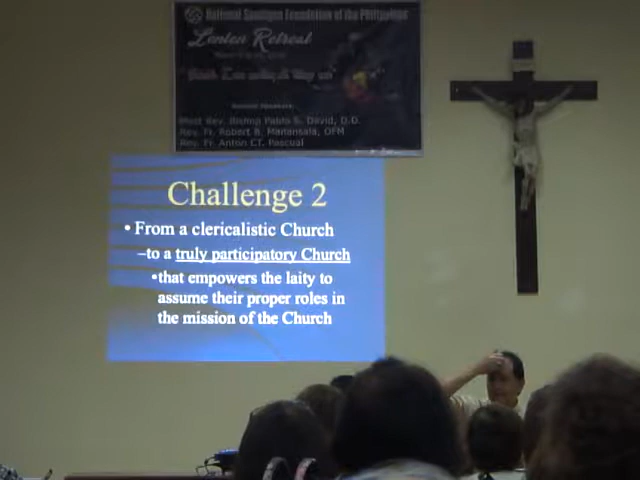 National Shrine Foundation of the Philippines
Lenten Retreat
Most Rev. Bishop Pablo S. David, D.D.
Rev. Fr. Robert B. Manansala, OFM
Rev. Fr. Anton CT. Pascual
Challenge 2
• From a clericalistic Church
–to a truly participatory Church
•that empowers the laity to
assume their proper roles in
the mission of the Church